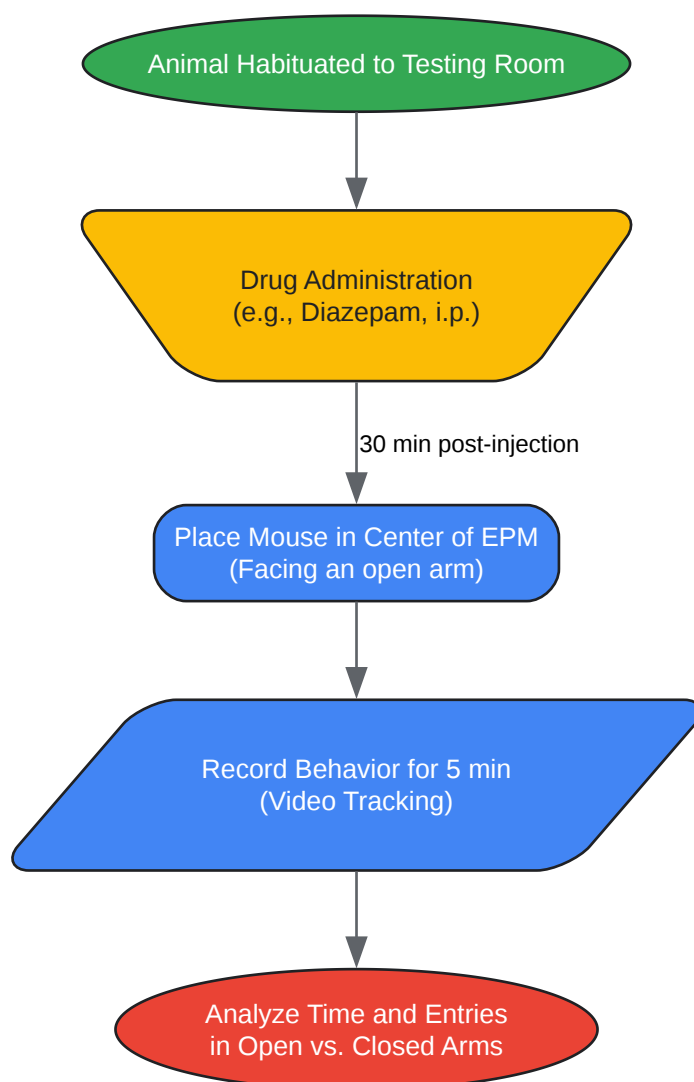 Animal Habituated to Testing Room
Drug Administration
(e.g., Diazepam, i.p.)
30 min post-injection
Place Mouse in Center of EPM
(Facing an open arm)
Record Behavior for 5 min
(Video Tracking)
Analyze Time and Entries
in Open vs. Closed Arms